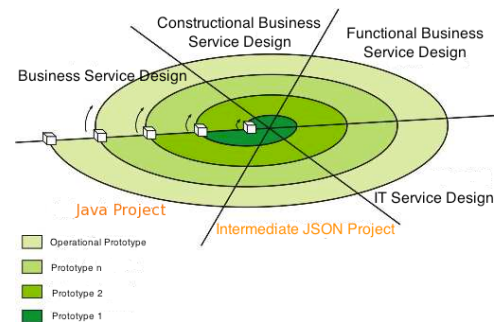 Constructional Business
Service Design
Functional Business
Service Design
Business Service Design
IT Service Design
Java Project
Intermediate JSON Project
Operational Prototype
Prototype n
Prototype 2
Prototype 1